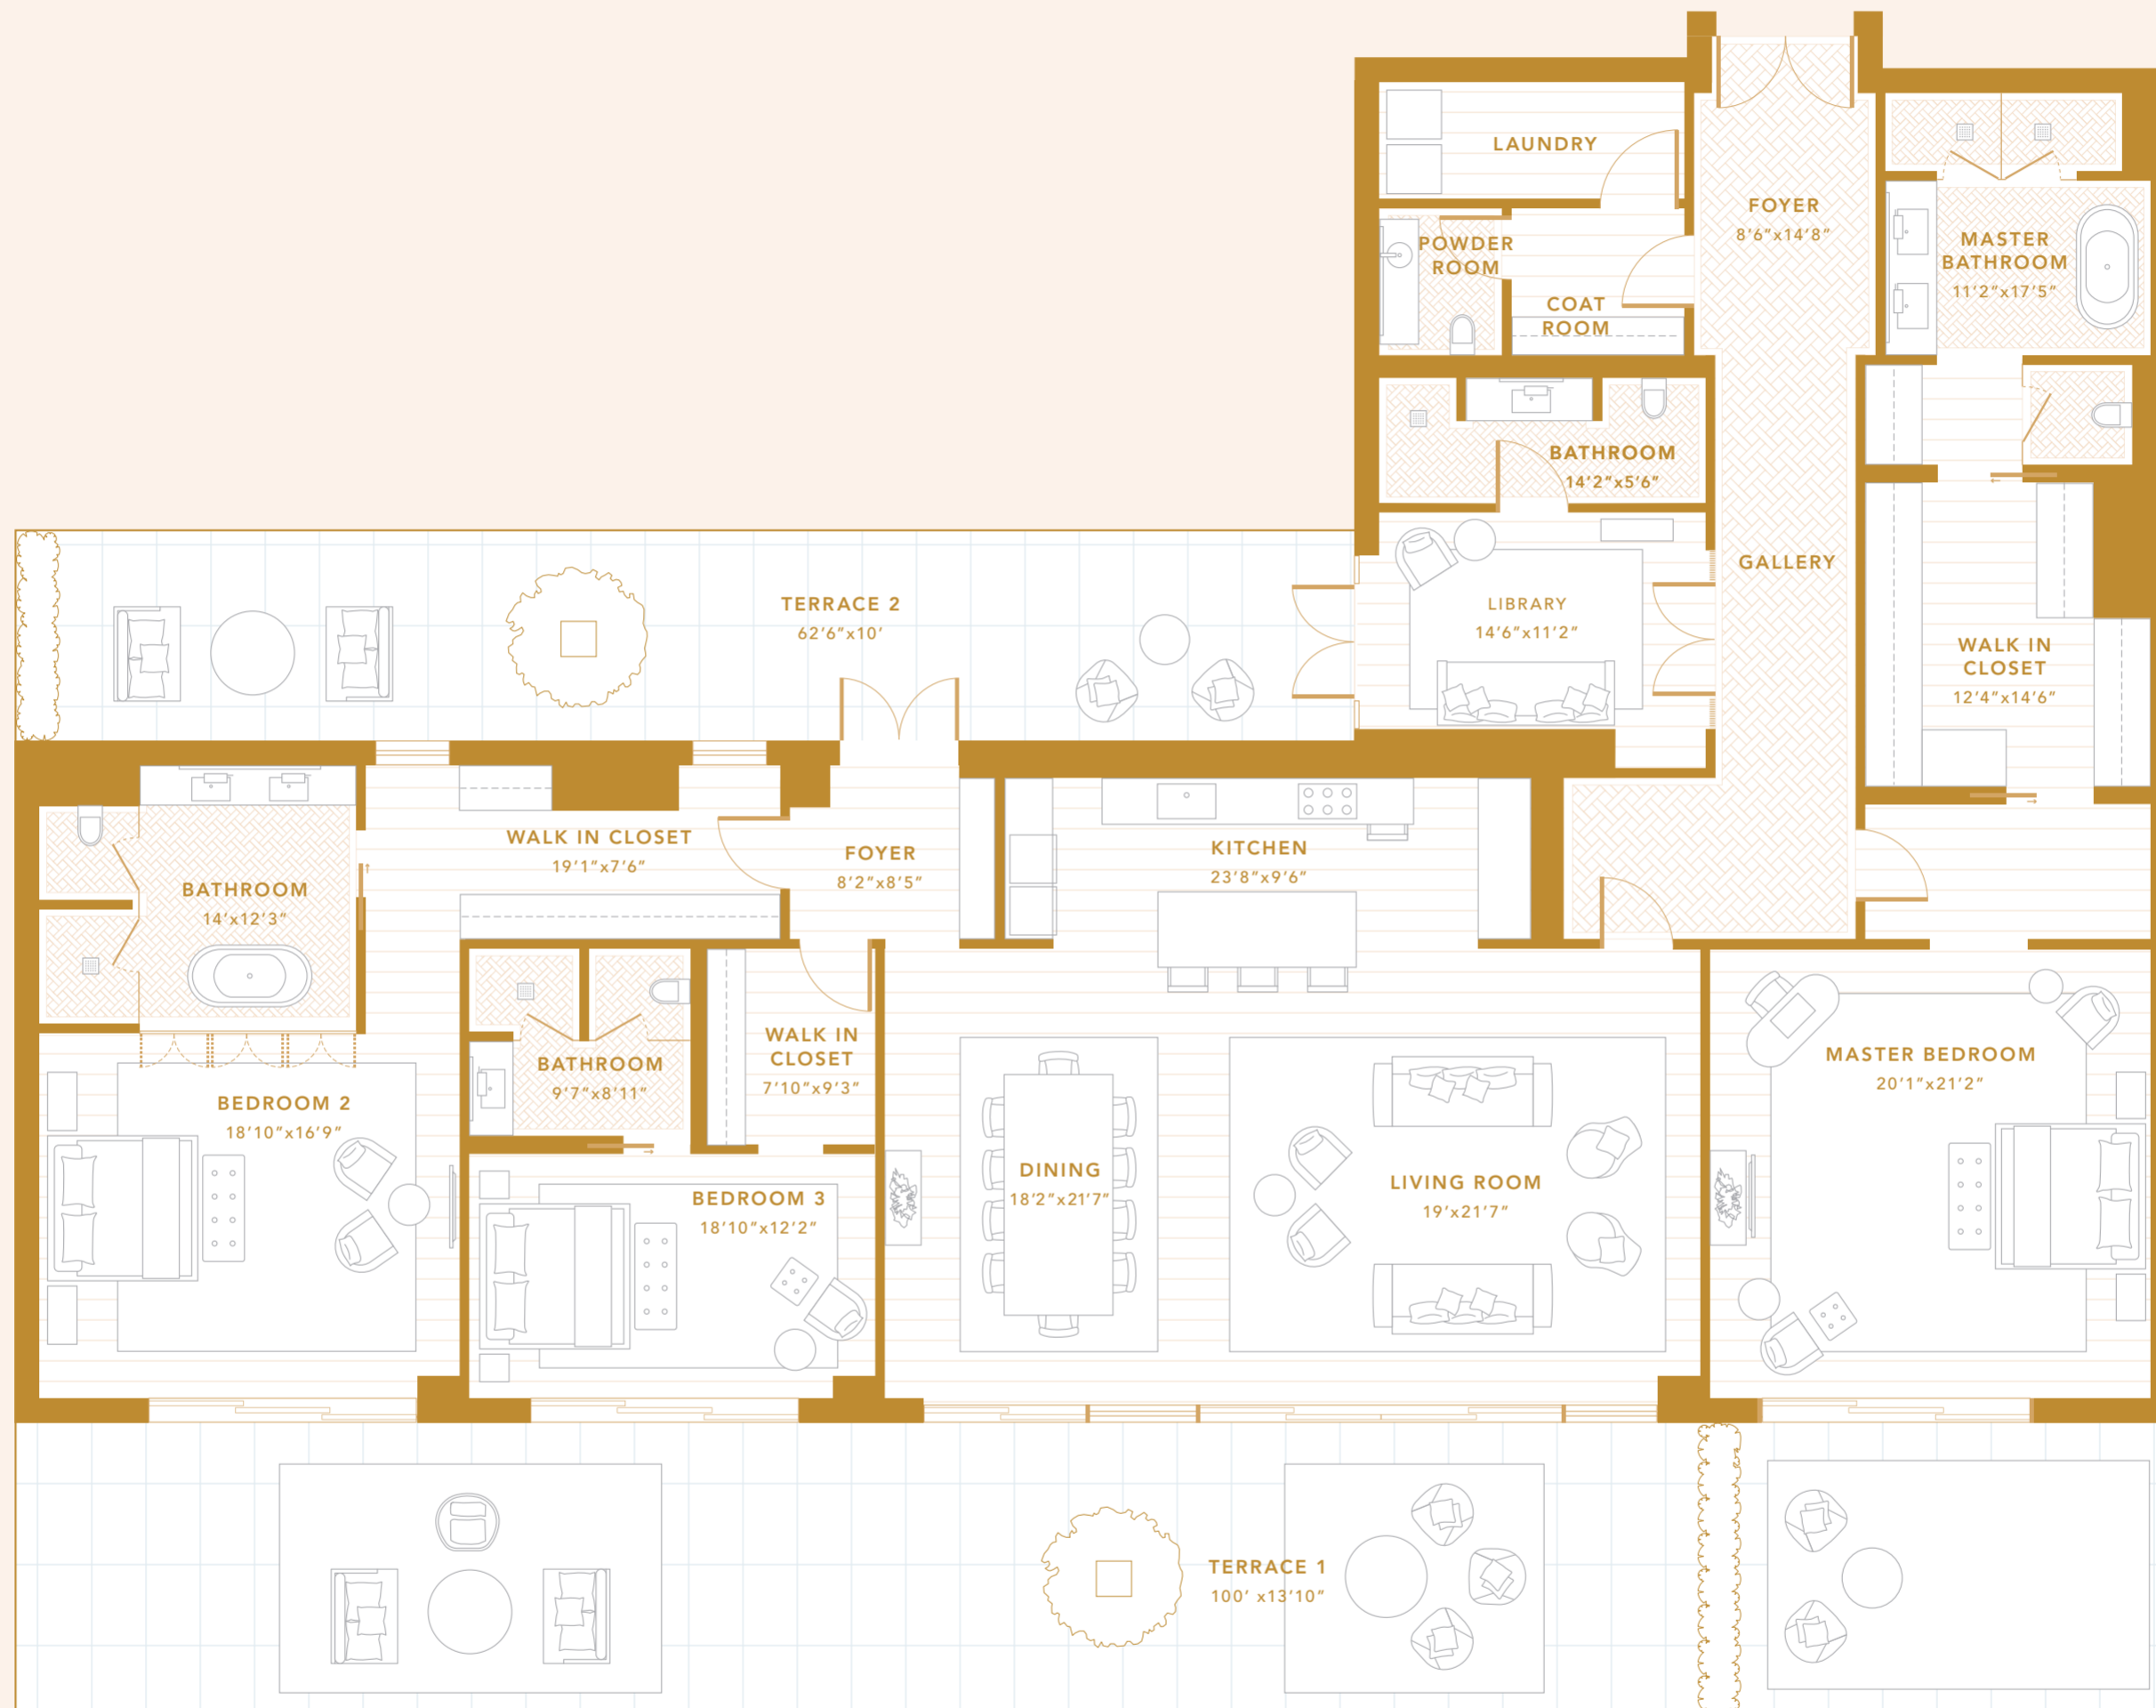 LAUNDRY
FOYER
8'6"x14'8"
POWDER
ROOM
COAT
ROOM
MASTER
BATHROOM
11'2"x17'5"
BATHROOM
14'2"x5'6"
GALLERY
LIBRARY
14'6"x11'2"
TERRACE 2
62'6"x10'
WALK IN
CLOSET
12'4"x14'6"
WALK IN CLOSET
19'1"x7'6"
FOYER
8'2"x8'5"
KITCHEN
23'8"x9'6"
BATHROOM
14'x12'3"
WALK IN
CLOSET
7'10"x9'3"
BATHROOM
9'7"x8'11"
MASTER BEDROOM
20'1"x21'2"
BEDROOM 2
18'10"x16'9"
DINING
18'2"x21'7"
LIVING ROOM
19'x21'7"
BEDROOM 3
18'10"x12'2"
TERRACE 1
100' x13'10"